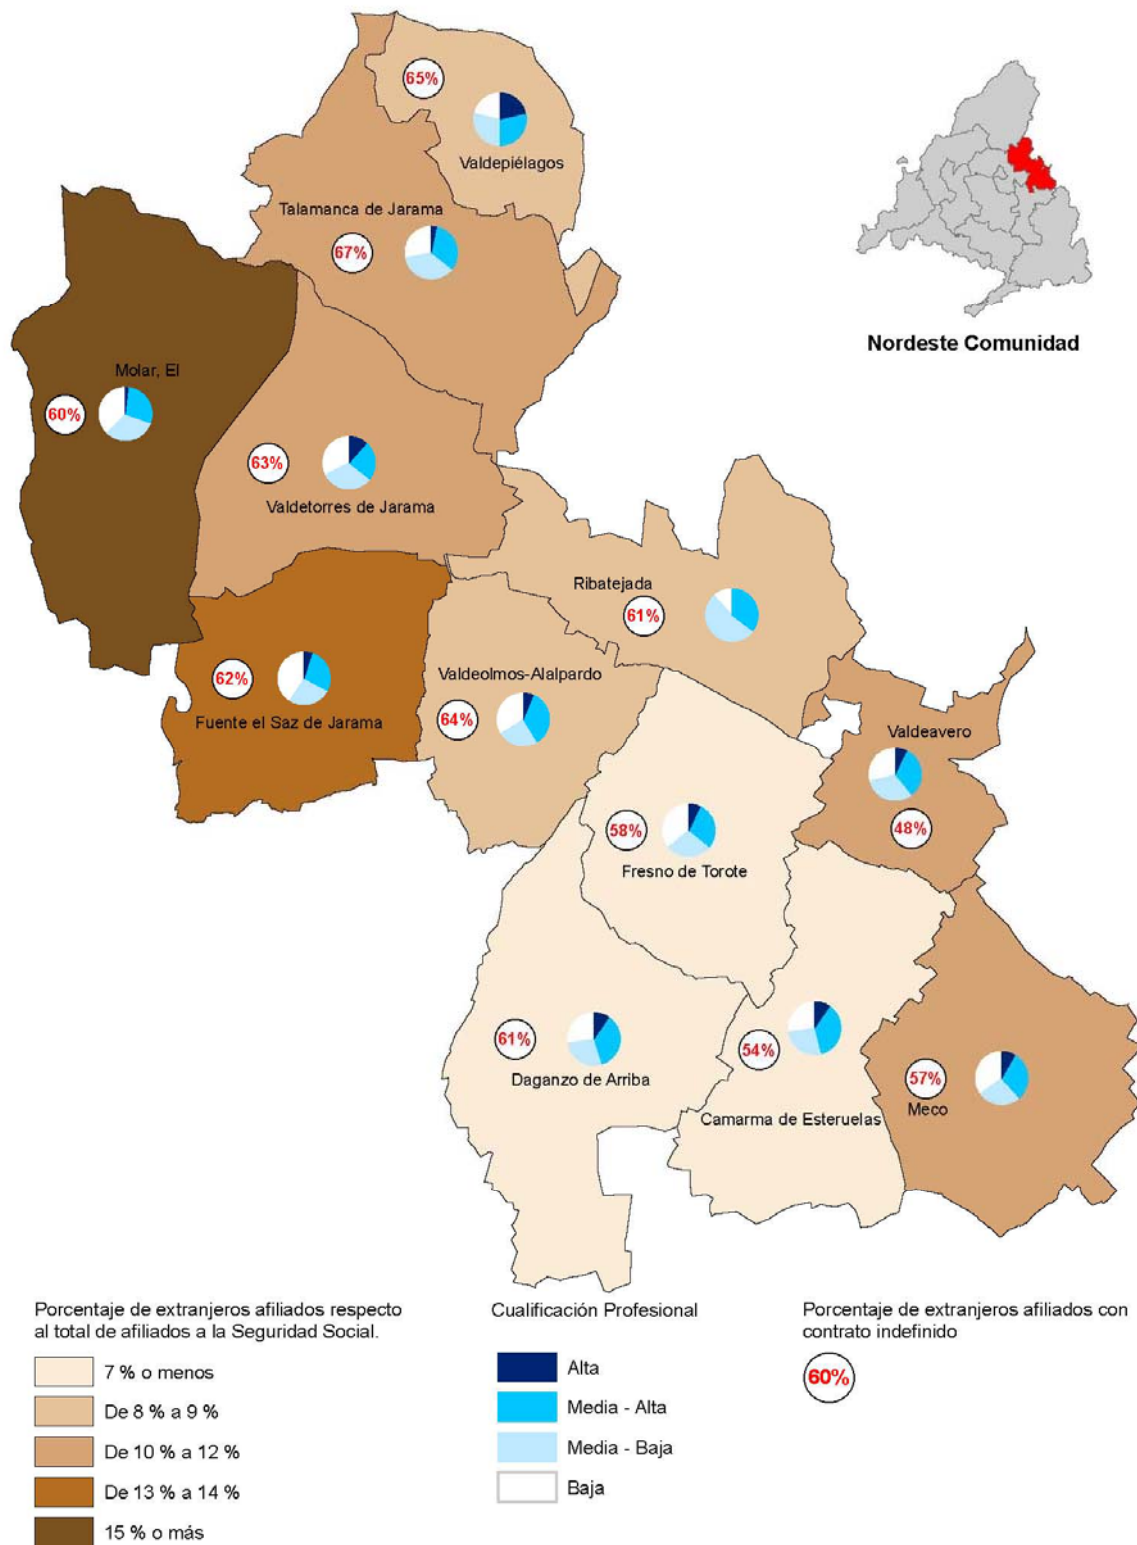 65%
Valdepiélagos
Talamanca de Jarama
67%
Nordeste Comunidad
Molar, El
60%
63%
Valdetorres de Jarama
Ribatejada
61%
Valdeolmos-Alalpardo
62%
64%
Fuente el Saz de Jarama
Valdeavero
48%
58%
Fresno de Torote
61%
Daganzo de Arriba
54%
Camarma de Esteruelas
57%
Meco
Porcentaje de extranjeros afiliados respecto
al total de afiliados a la Seguridad Social.
7 % o menos
De 8 % a 9 %
De 10 % a 12 %
De 13 % a 14 %
15 % o más
Cualificación Profesional
Alta
Media - Alta
Media - Baja
Baja
Porcentaje de extranjeros afiliados con
contrato indefinido
60%